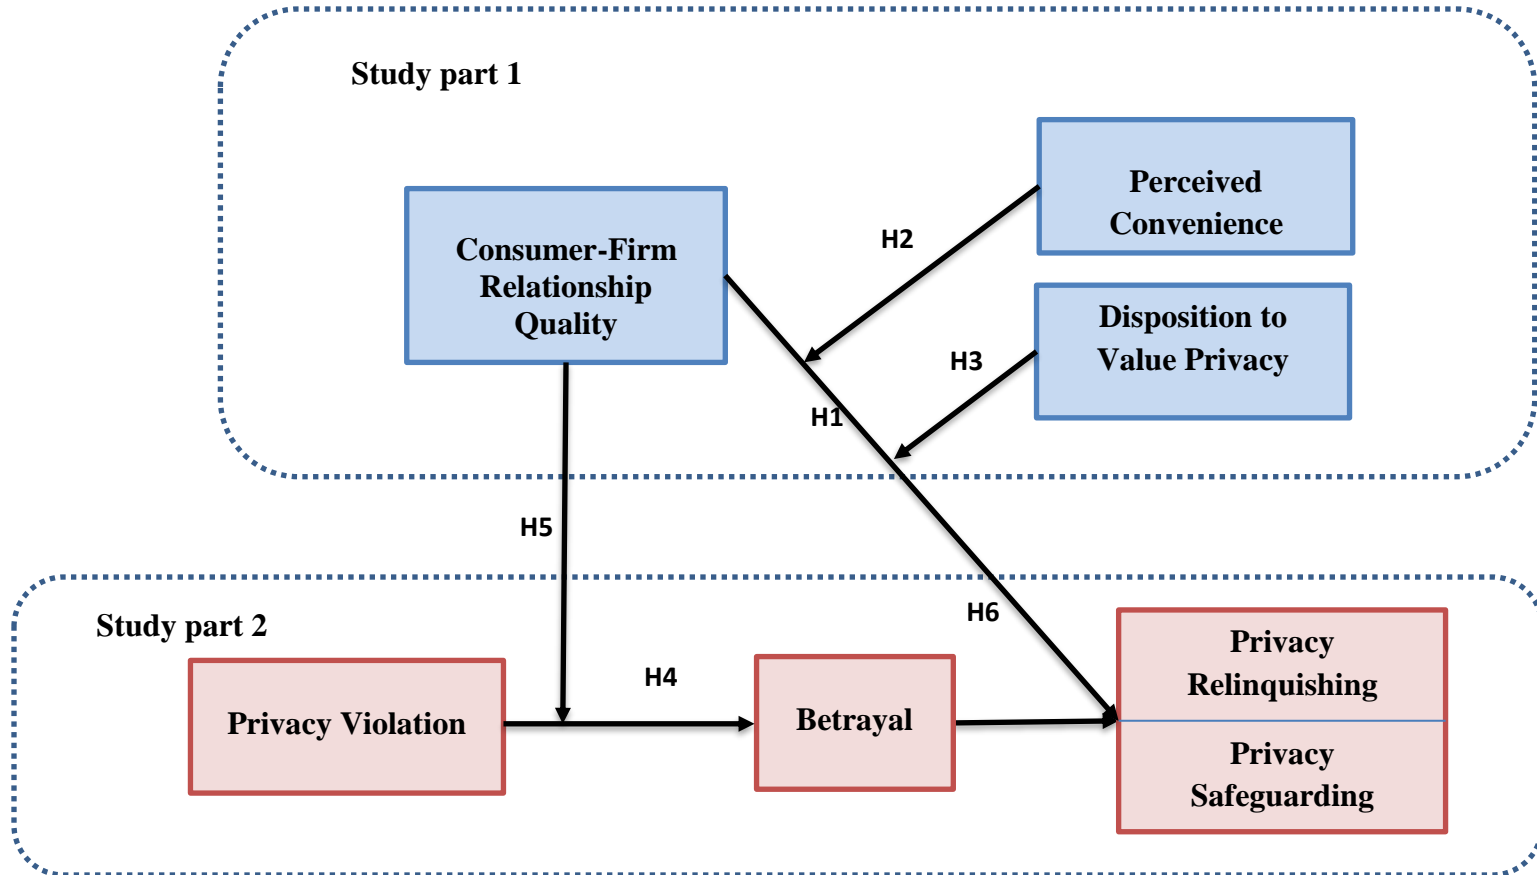 Study part 1
Perceived
Convenience
H2
Consumer-Firm
Relationship
Quality
Disposition to
Value Privacy
H3
H1
H5
H6
Study part 2
Privacy
Relinquishing
H4
Privacy Violation
Betrayal
Privacy
Safeguarding